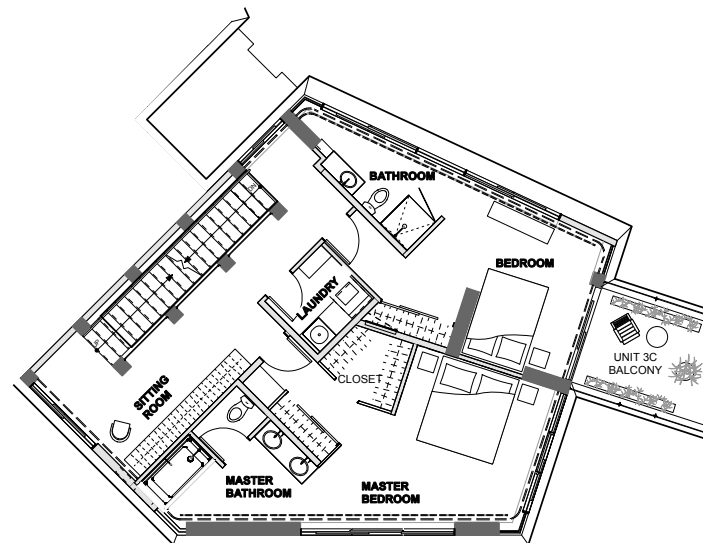 BATHROOM
BEDROOM
LAUNDRY
UNIT 3C
BALCONY
CLOSET
SITTING
ROOM
MASTER
BATHROOM
MASTER
BEDROOM